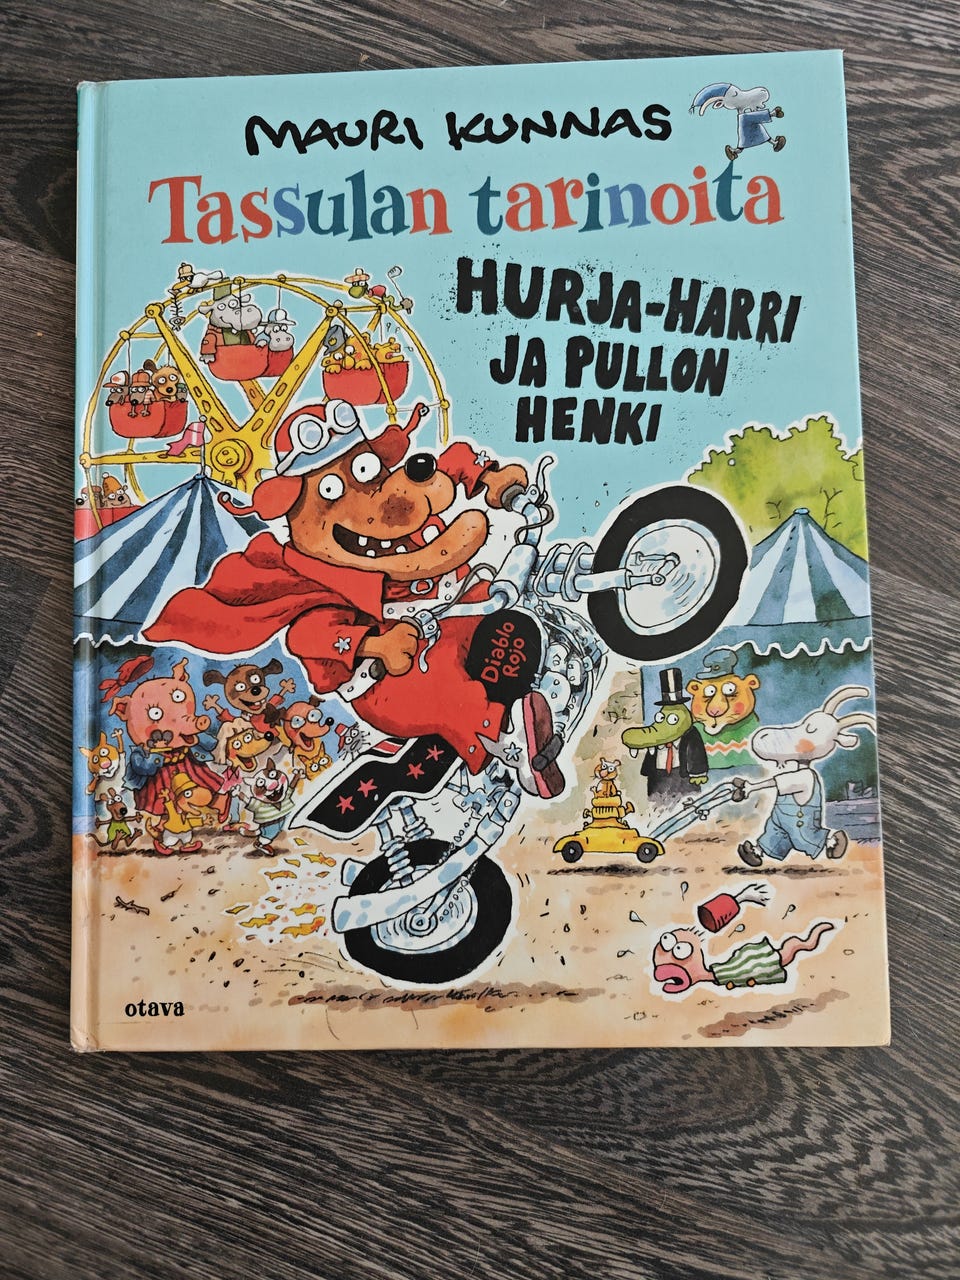 MAURI KUNNAS
Tassulan tarinoita
HURJA-HARRI
JA PULLON
HENKI
Diablo
Rojo
otava